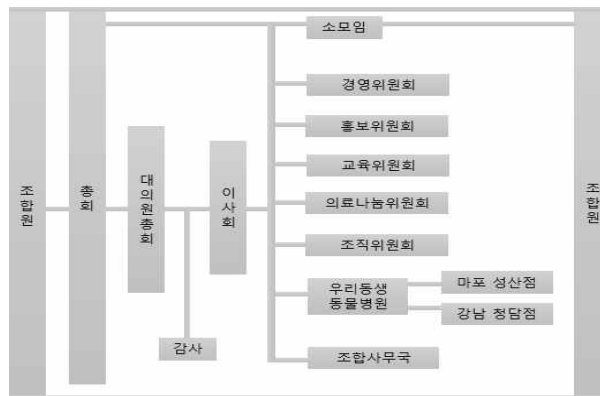 조합원
총회
대의원총회
감사
이사회
소모임
경영위원회
홍보위원회
교육위원회
의료나눔위원회
조직위원회
우리동생
동물병원
마포 성산점
강남 청담점
조합사무국
조합원